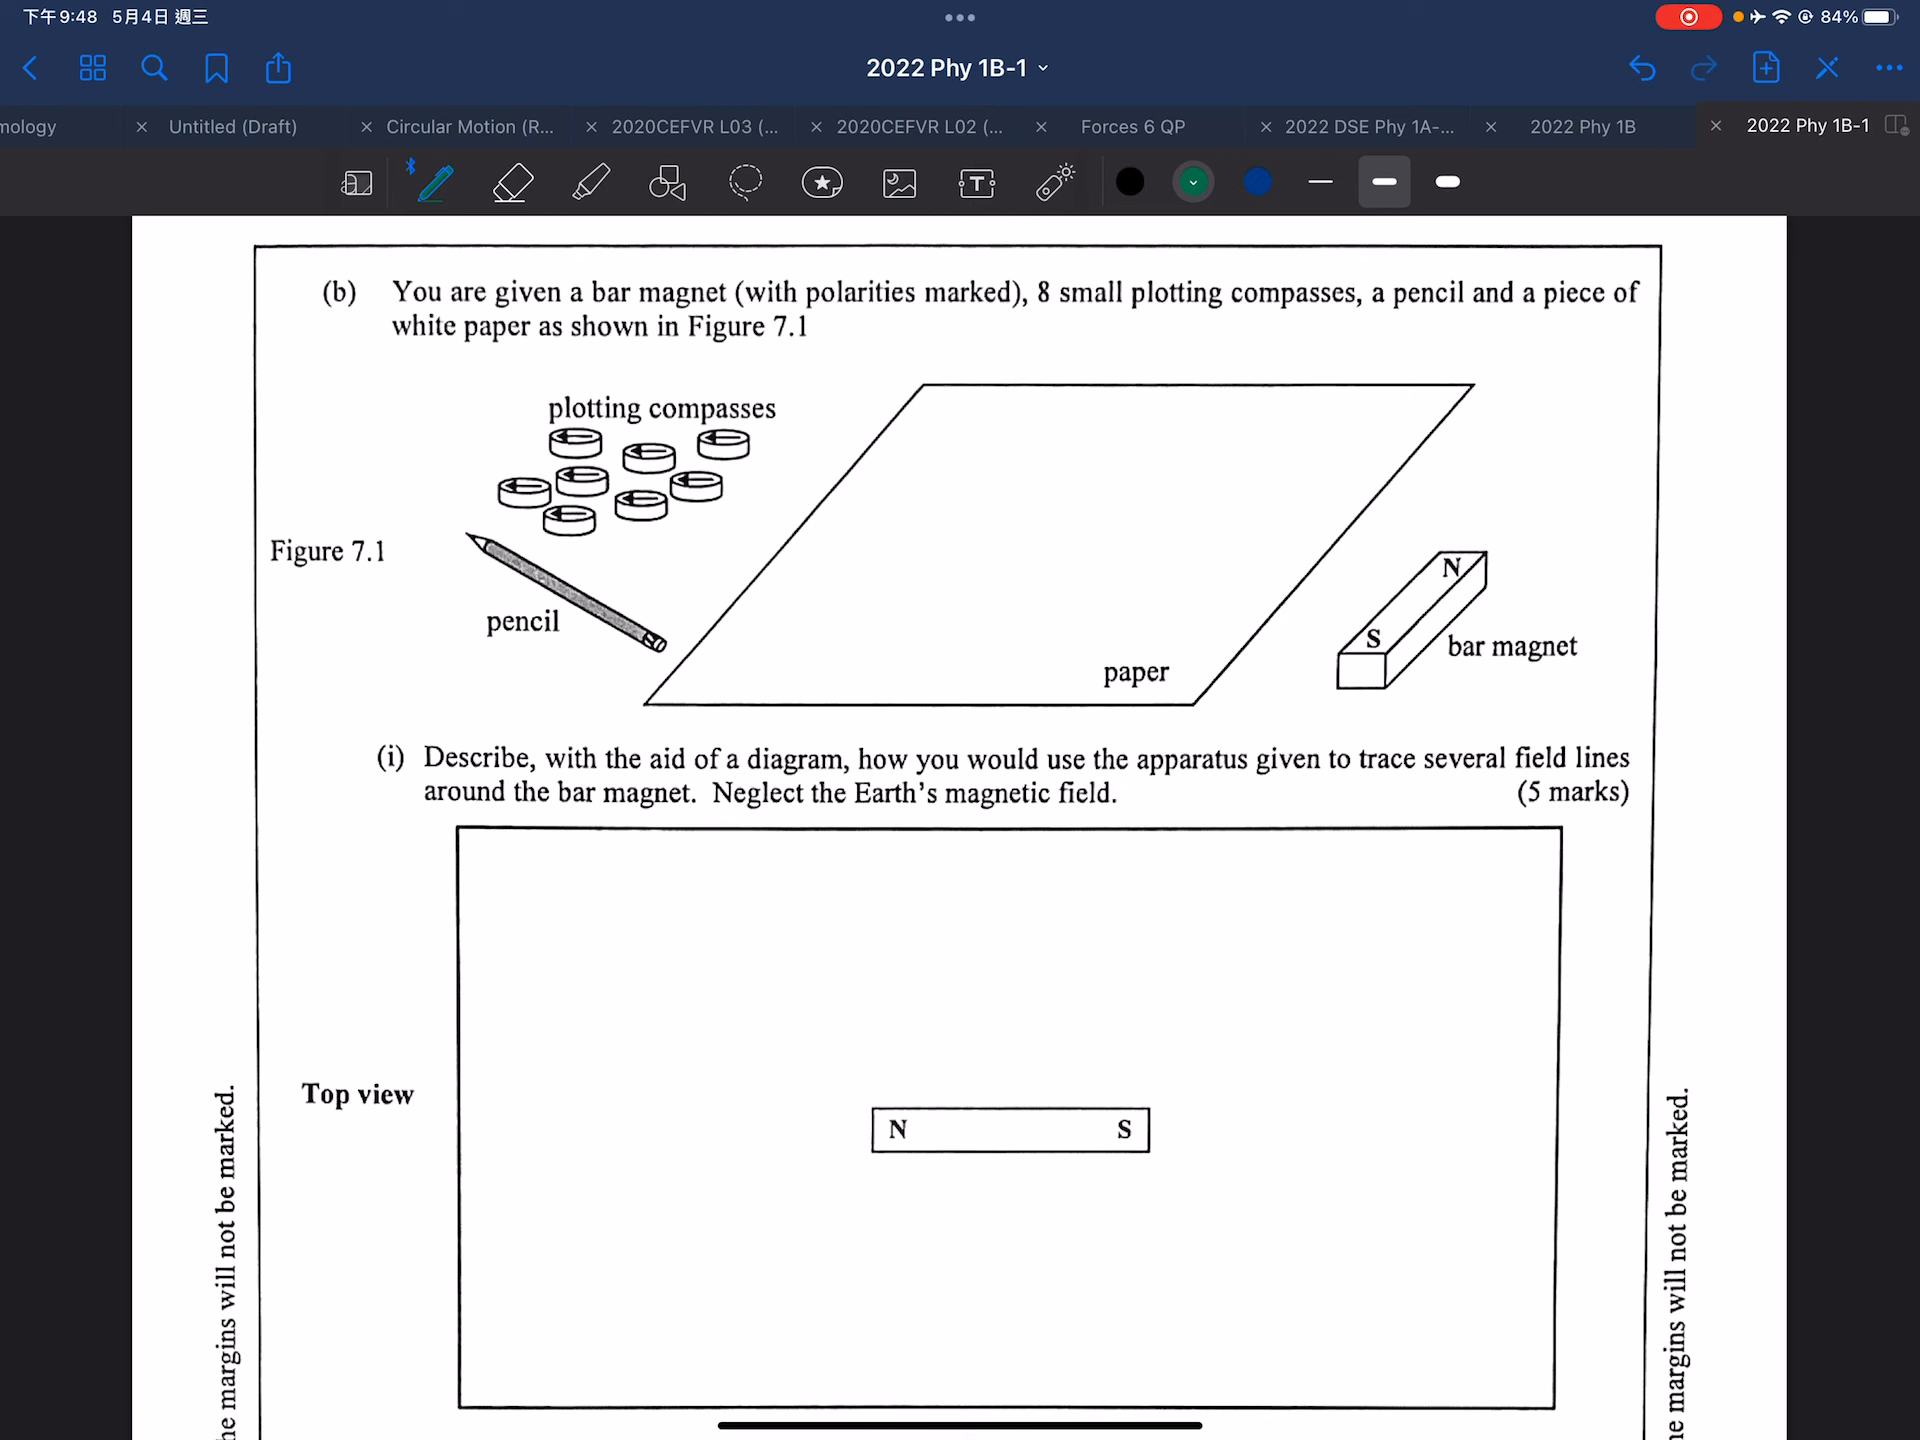 下午9:48 5月4日 週三
84%
2022 Phy 1B-1
mology
Untitled (Draft)
Circular Motion (R...
2020CEFVR L03 (...
2020CEFVR L02 (...
Forces 6 QP
2022 DSE Phy 1A-...
2022 Phy 1B
2022 Phy 1B-1
T
(b) You are given a bar magnet (with polarities marked), 8 small plotting compasses, a pencil and a piece of
white paper as shown in Figure 7.1
plotting compasses
Figure 7.1
pencil
paper
N
S
bar magnet
(i) Describe, with the aid of a diagram, how you would use the apparatus given to trace several field lines
around the bar magnet. Neglect the Earth's magnetic field. (5 marks)
Top view
N S
he margins will not be marked.
he margins will not be marked.